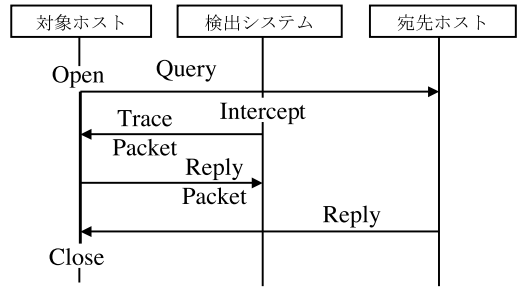 対象ホスト
検出システム
宛先ホスト
Open
Query
Intercept
Trace
Packet
Reply
Packet
Reply
Close